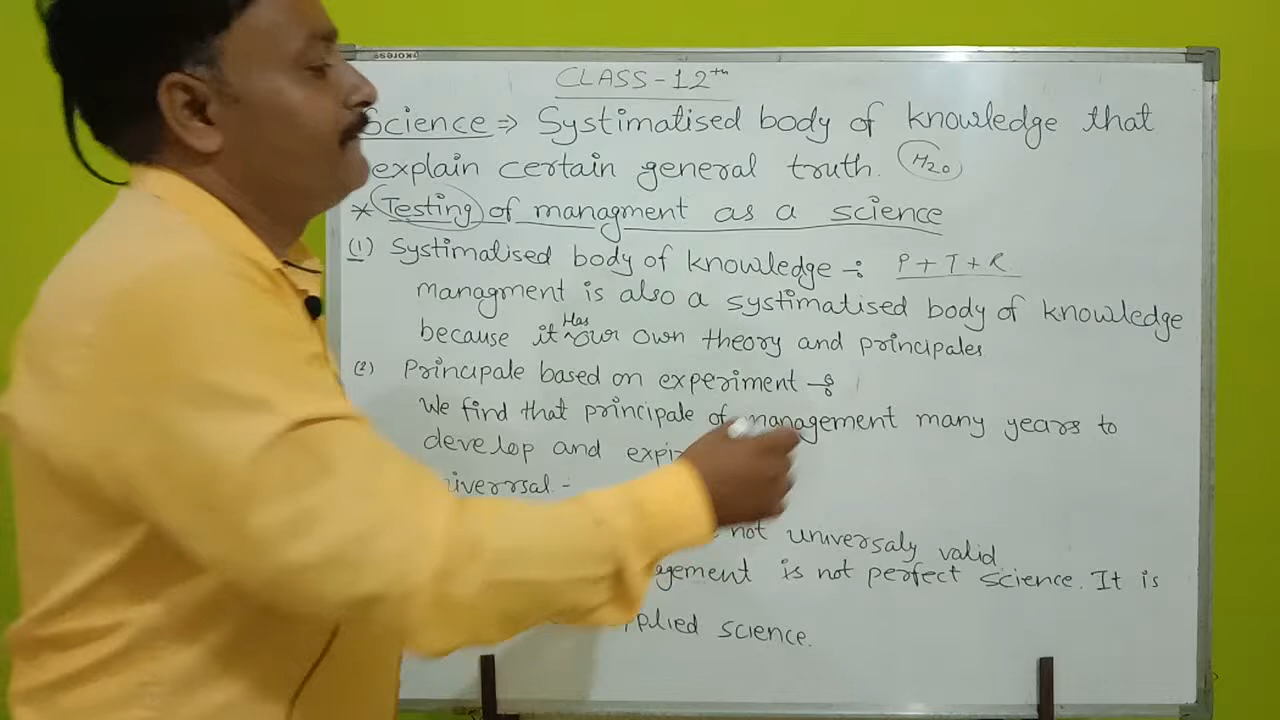 CLASS-12th
Science ⇒ Systimatised body of knowledge that
explain certain general truth. H2O
* Testing of managment as a science
(1) Systimatised body of knowledge -: P+T+R
managment is also a systimatised body of knowledge
because it Has our own theory and principales
(2) Principale based on experiment -:
We find that principale of management many years to
develop and
not universaly valid
is not perfect science. It is
science.